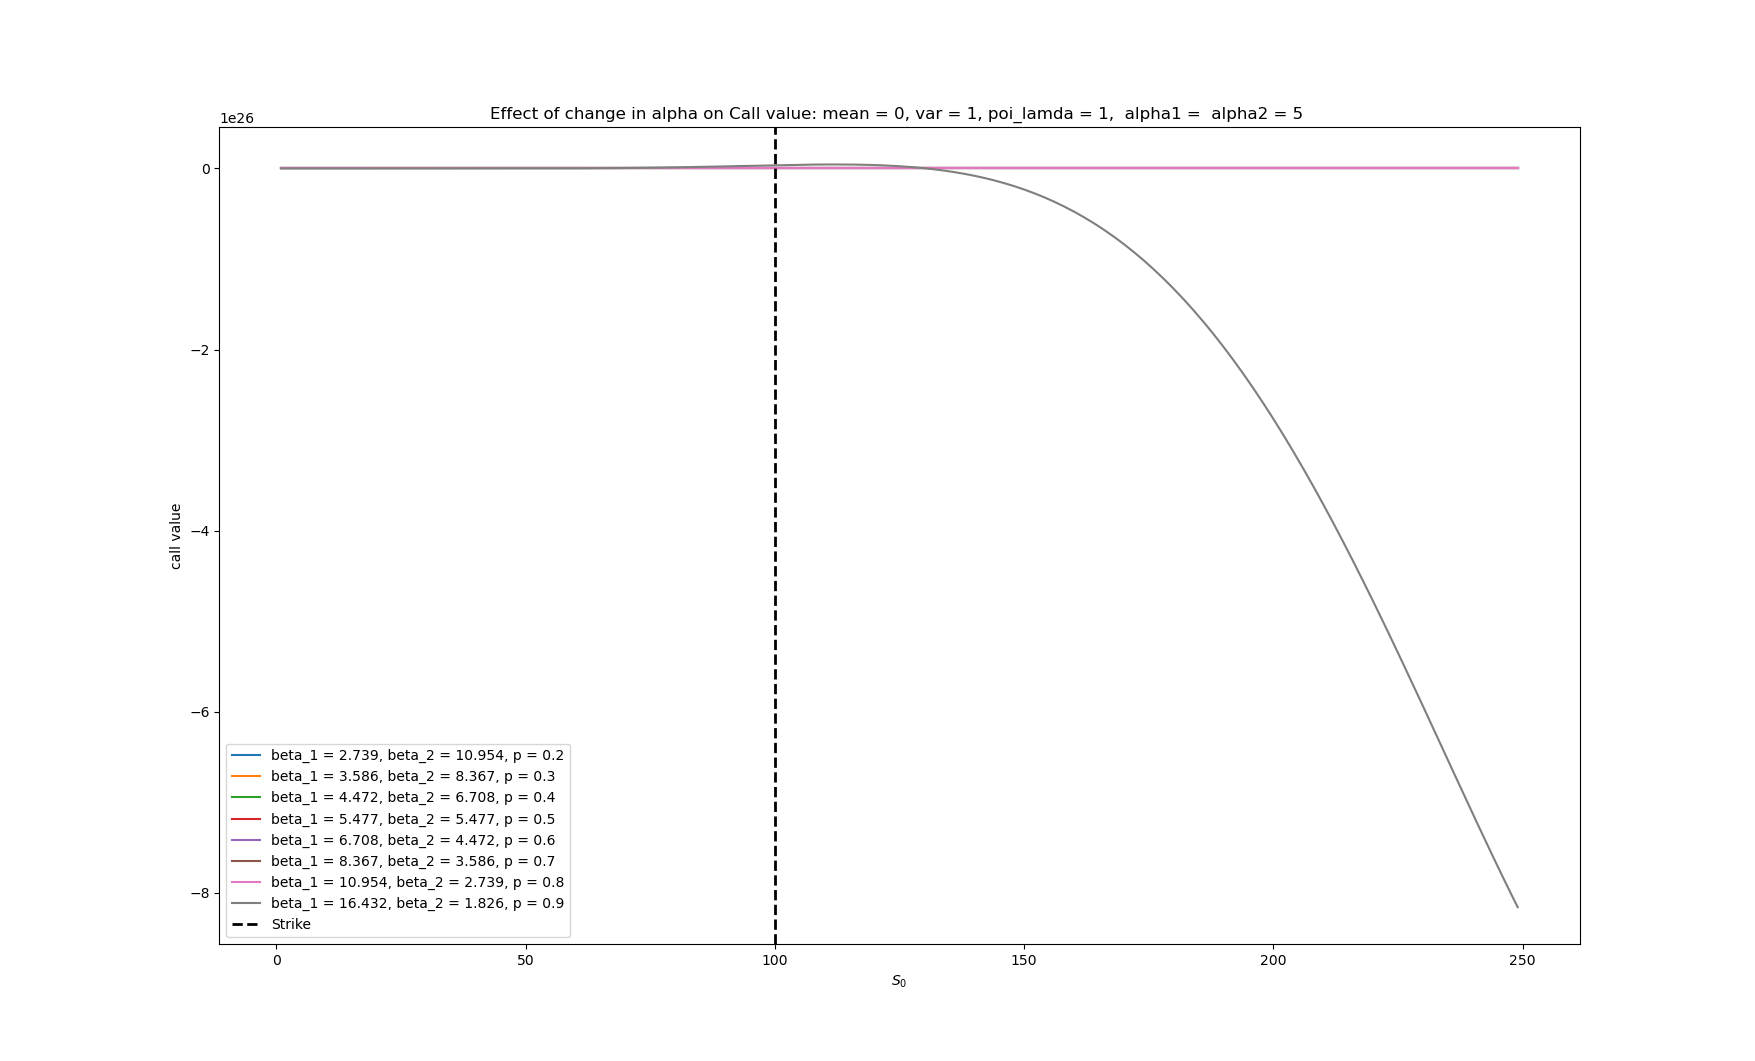 Effect of change in alpha on Call value: mean = 0, var = 1, poi_lamda = 1,  alpha1 =  alpha2 = 5
1e26
0
−2
−4
−6
−8
call value
beta_1 = 2.739, beta_2 = 10.954, p = 0.2
beta_1 = 3.586, beta_2 = 8.367, p = 0.3
beta_1 = 4.472, beta_2 = 6.708, p = 0.4
beta_1 = 5.477, beta_2 = 5.477, p = 0.5
beta_1 = 6.708, beta_2 = 4.472, p = 0.6
beta_1 = 8.367, beta_2 = 3.586, p = 0.7
beta_1 = 10.954, beta_2 = 2.739, p = 0.8
beta_1 = 16.432, beta_2 = 1.826, p = 0.9
Strike
0 50 100 150 200 250
S₀